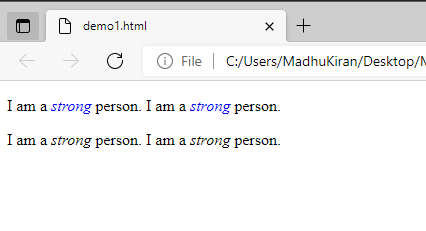 demo1.html
File | C:/Users/MadhuKiran/Desktop/
I am a strong person. I am a strong person.
I am a strong person. I am a strong person.